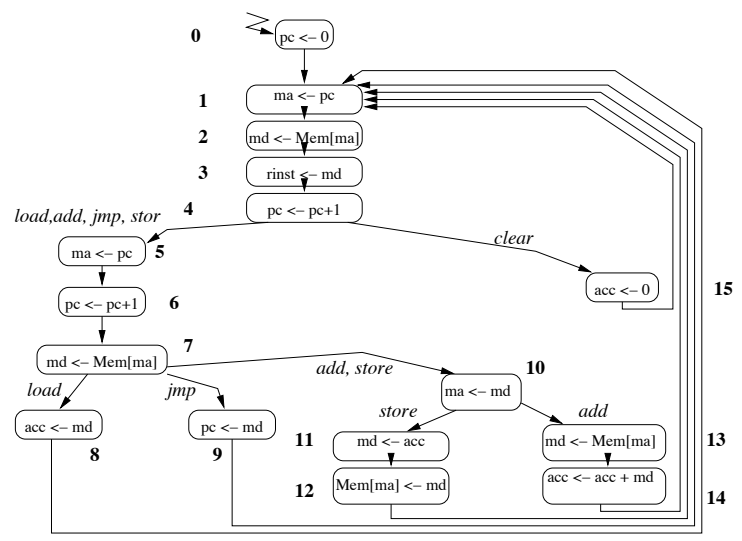 0
pc <– 0
1
ma <– pc
2
md <– Mem[ma]
3
rinst <– md
4
pc <– pc+1
load,add, jmp, stor
clear
ma <– pc
5
acc <– 0
15
pc <– pc+1
6
7
md <– Mem[ma]
add, store
10
load
jmp
ma <– md
store
add
acc <– md
pc <– md
8
9
11
md <– acc
md <– Mem[ma]
13
12
Mem[ma] <– md
acc <– acc + md
14